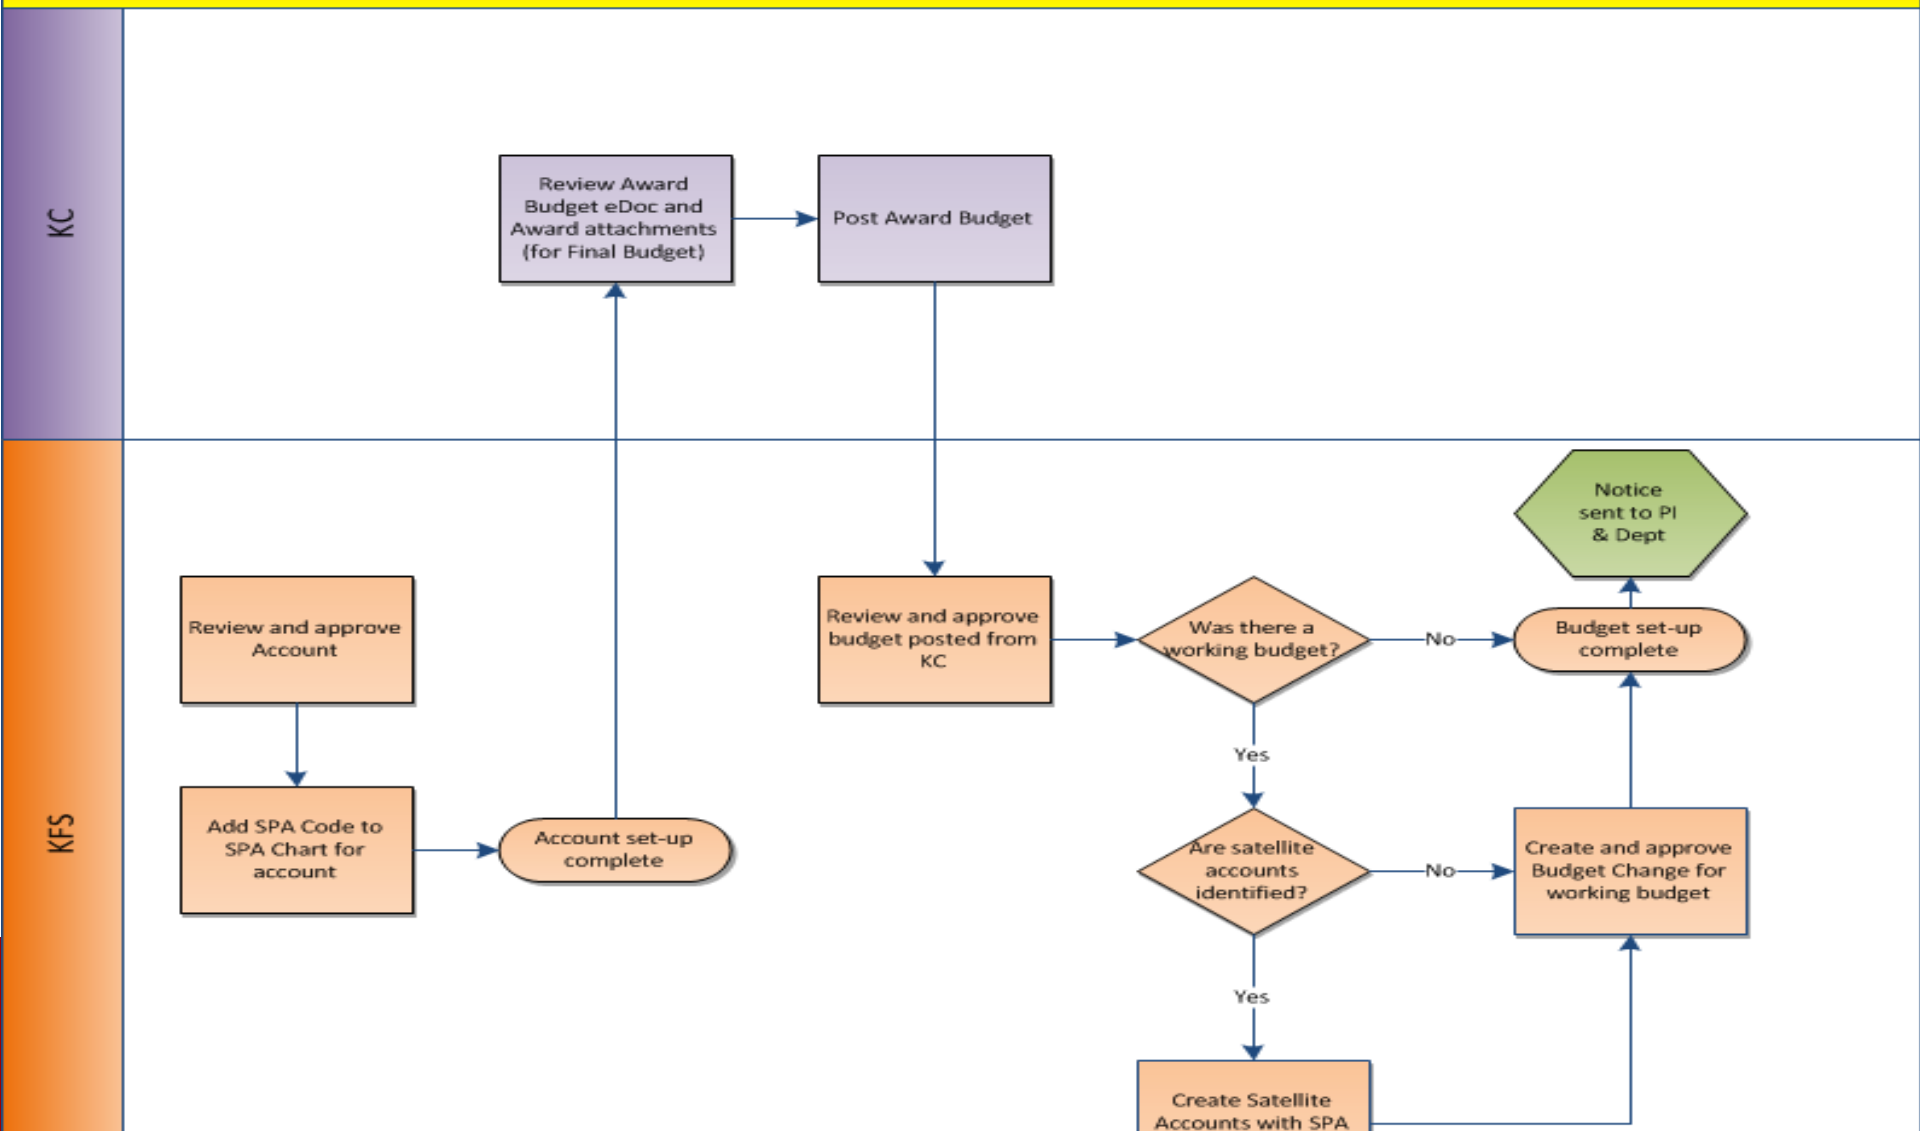 KC
Review Award
Budget eDoc and
Award attachments
(for Final Budget)
Post Award Budget
KFS
Notice
sent to PI
& Dept
Review and approve
Account
Review and approve
budget posted from
KC
Was there a
working budget?
No
Budget set-up
complete
Yes
Add SPA Code to
SPA Chart for
account
Account set-up
complete
Are satellite
accounts
identified?
No
Create and approve
Budget Change for
working budget
Yes
Create Satellite
Accounts with SPA